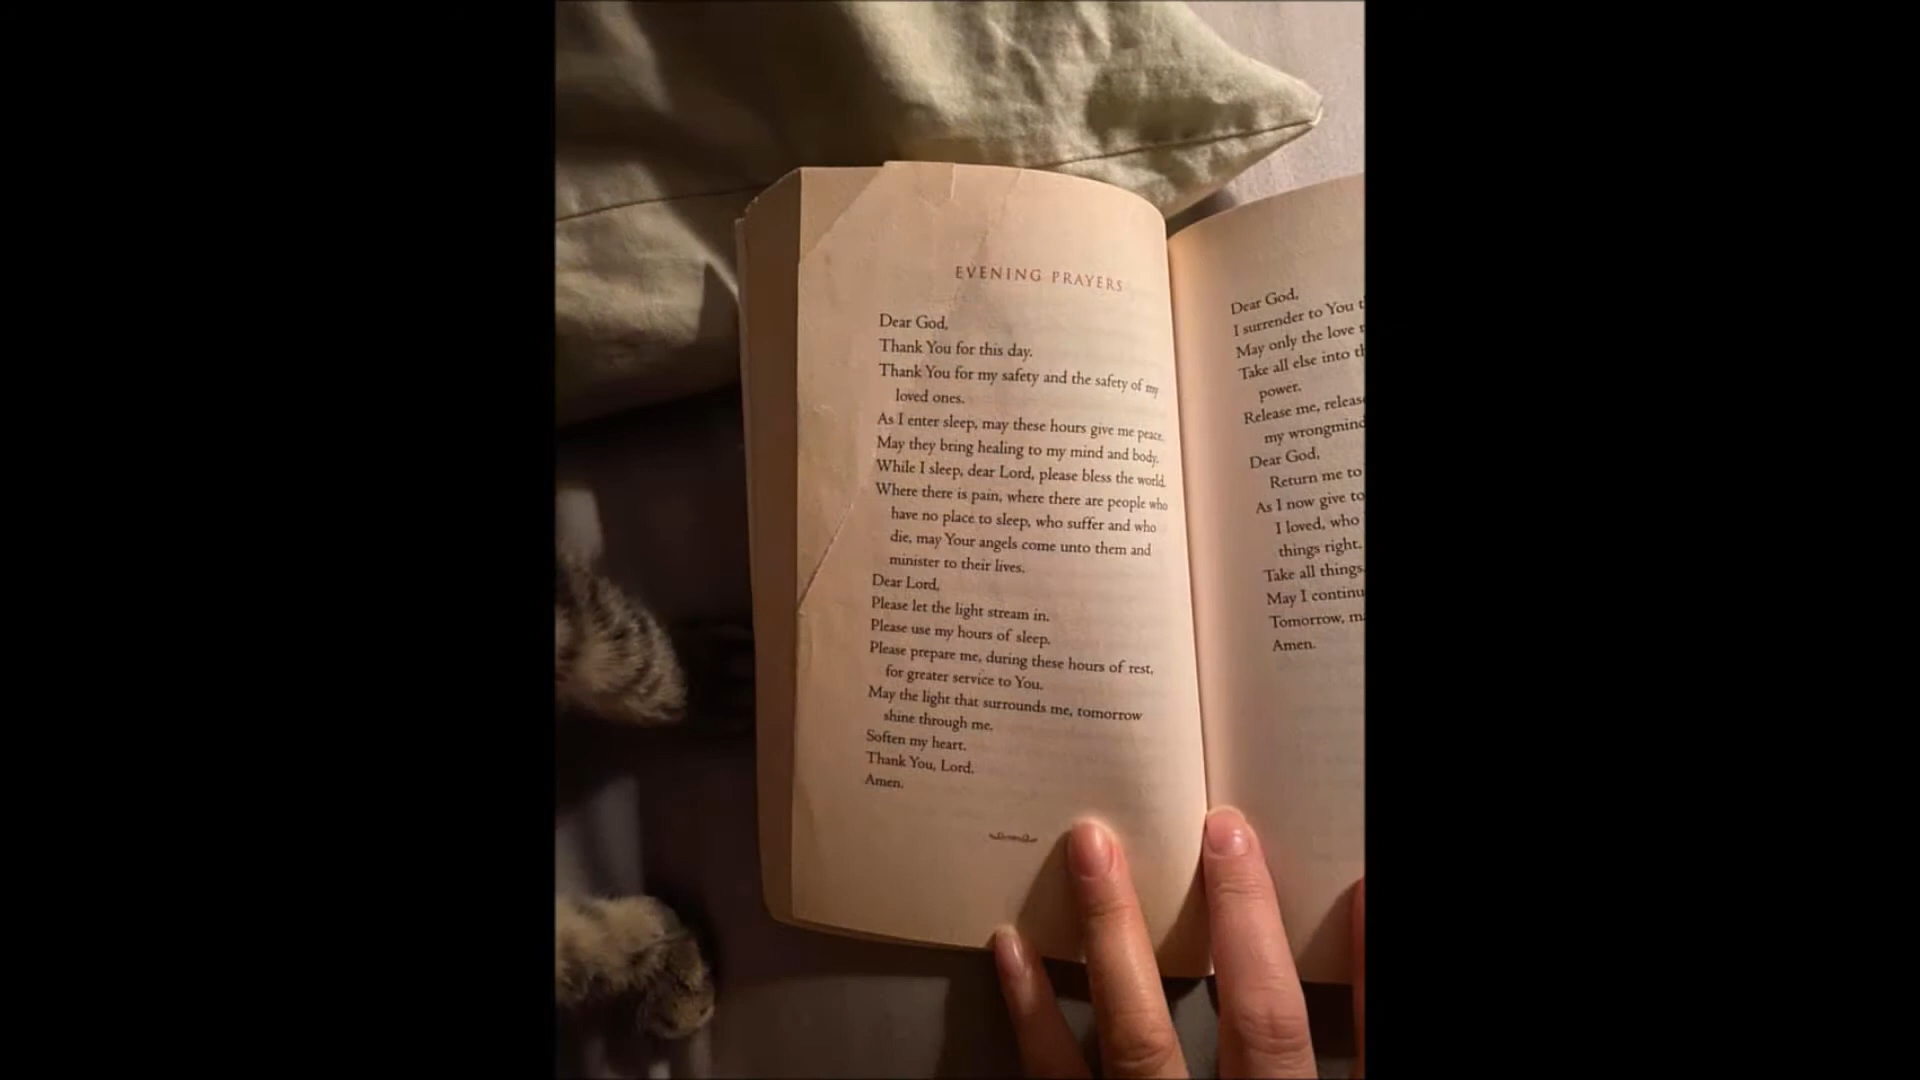 EVENING PRAYERS
Dear God,
Thank You for this day.
Thank You for my safety and the safety of my
loved ones.
As I enter sleep, may these hours give me peace.
May they bring healing to my mind and body.
While I sleep, dear Lord, please bless the world.
Where there is pain, where there are people who
have no place to sleep, who suffer and who
die, may Your angels come unto them and
minister to their lives.
Dear Lord,
Please let the light stream in.
Please use my hours of sleep.
Please prepare me, during these hours of rest,
for greater service to You.
May the light that surrounds me, tomorrow
shine through me.
Soften my heart.
Thank You, Lord.
Amen.
Dear God,
I surrender to You
May only the love
Take all else into
power.
Release me,
my
Dear God,
Return me to
As I now give to
I loved, who
things right.
Take all things
May I
Tomorrow,
Amen.